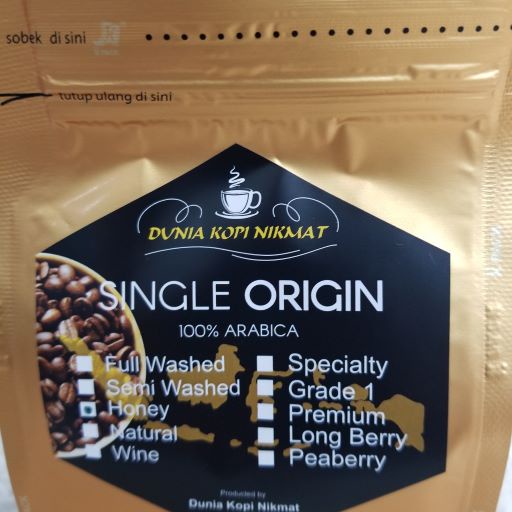 sobek di sini
tutup ulang di sini
DUNIA KOPI NIKMAT
SINGLE ORIGIN
100% ARABICA
Full Washed
Semi Washed
Honey
Natural
Wine
Specialty
Grade 1
Premium
Long Berry
Peaberry
Producted by
Dunia Kopi Nikmat